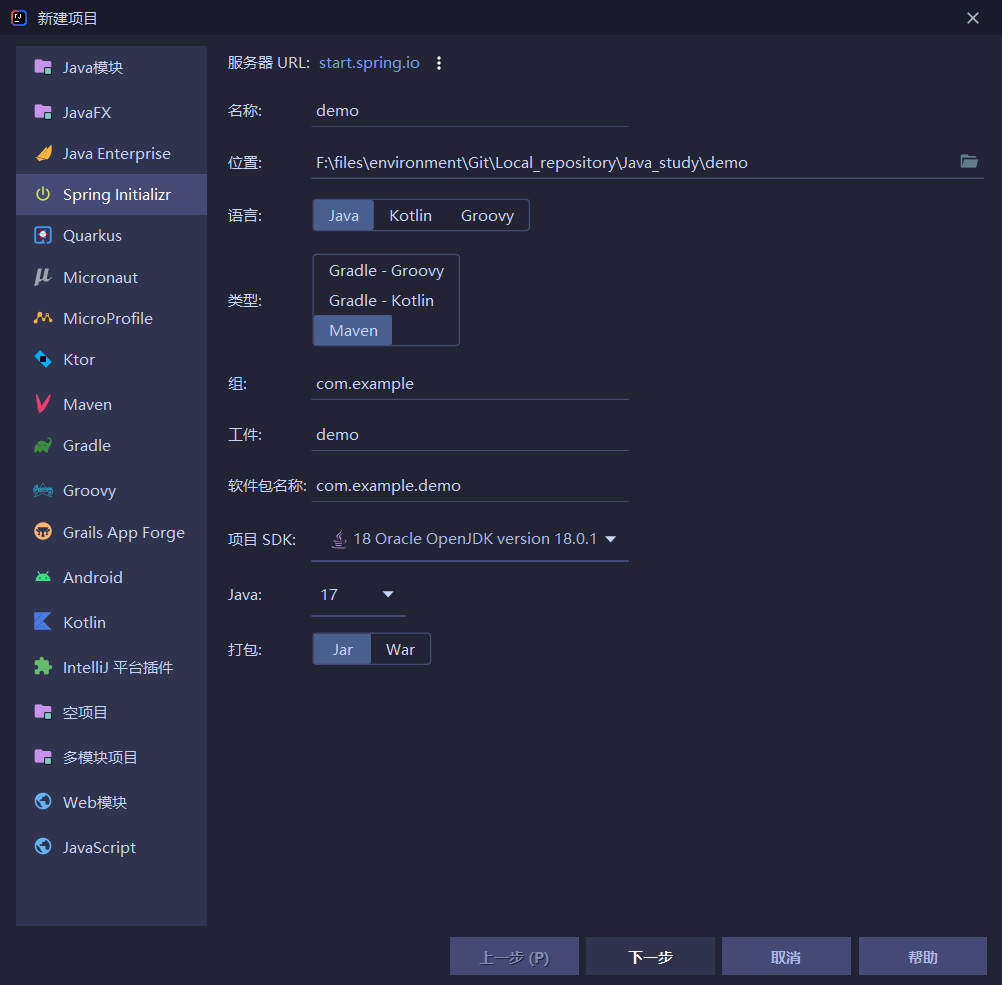 新建项目
Java模块
JavaFX
Java Enterprise
Spring Initializr
Quarkus
Micronaut
MicroProfile
Ktor
Maven
Gradle
Groovy
Grails App Forge
Android
Kotlin
IntelliJ 平台插件
空项目
多模块项目
Web模块
JavaScript
服务器 URL: start.spring.io
名称: demo
位置: F:\files\environment\Git\Local_repository\Java_study\demo
语言: Java Kotlin Groovy
类型:
Gradle - Groovy
Gradle - Kotlin
Maven
组: com.example
工件: demo
软件包名称: com.example.demo
项目 SDK: 18 Oracle OpenJDK version 18.0.1
Java: 17
打包: Jar War
上一步 (P) 下一步 取消 帮助